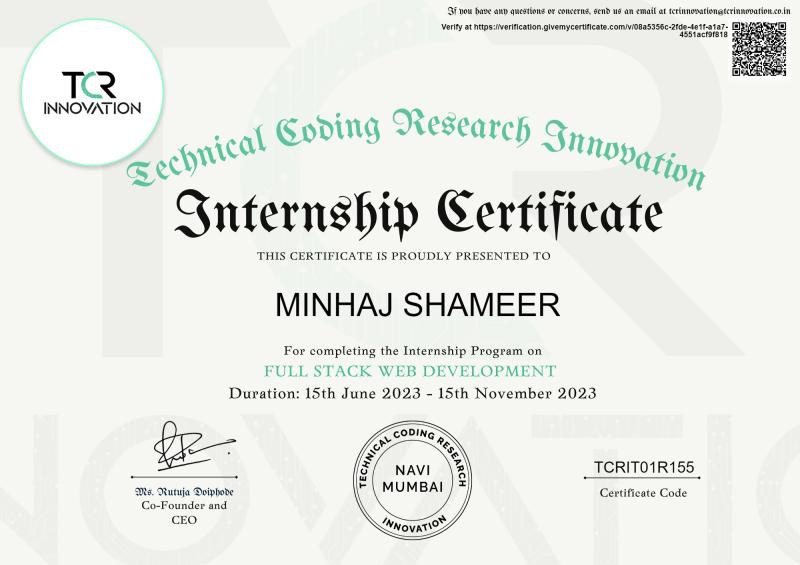 If you have any questions or concerns, send us an email at tcrinnovation@tcrinnovation.co.in
Verify at https://verification.givemycertificate.com/v/08a5356c-2fde-4e1f-a1a7-
4551acf9f818
TCR
INNOVATION
Technical Coding Research Innovation
Internship Certificate
THIS CERTIFICATE IS PROUDLY PRESENTED TO
MINHAJ SHAMEER
For completing the Internship Program on
FULL STACK WEB DEVELOPMENT
Duration: 15th June 2023 - 15th November 2023
Ms. Rutuja Doiphode
Co-Founder and
CEO
TECHNICAL CODING RESEARCH
NAVI
MUMBAI
INNOVATION
TCRIT01R155
Certificate Code